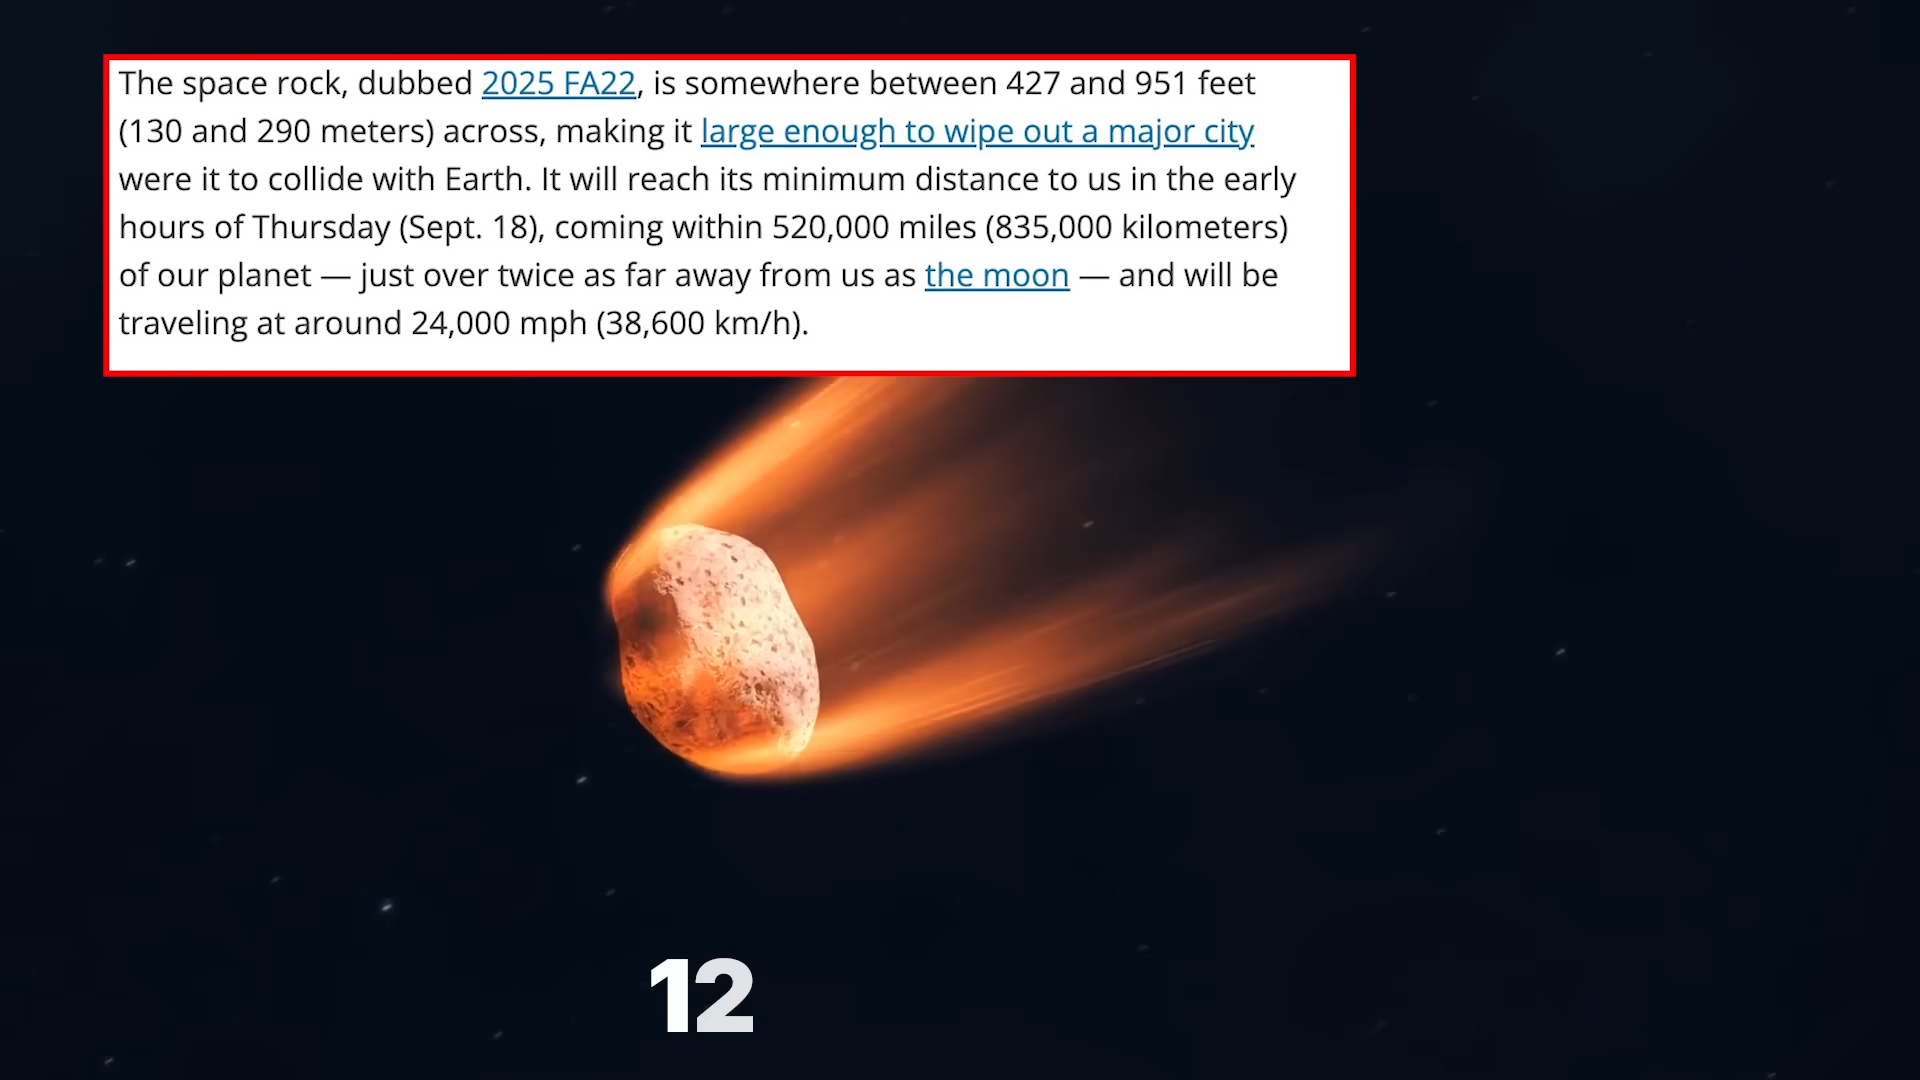 The space rock, dubbed 2025 FA22, is somewhere between 427 and 951 feet
(130 and 290 meters) across, making it large enough to wipe out a major city
were it to collide with Earth. It will reach its minimum distance to us in the early
hours of Thursday (Sept. 18), coming within 520,000 miles (835,000 kilometers)
of our planet — just over twice as far away from us as the moon — and will be
traveling at around 24,000 mph (38,600 km/h).
12